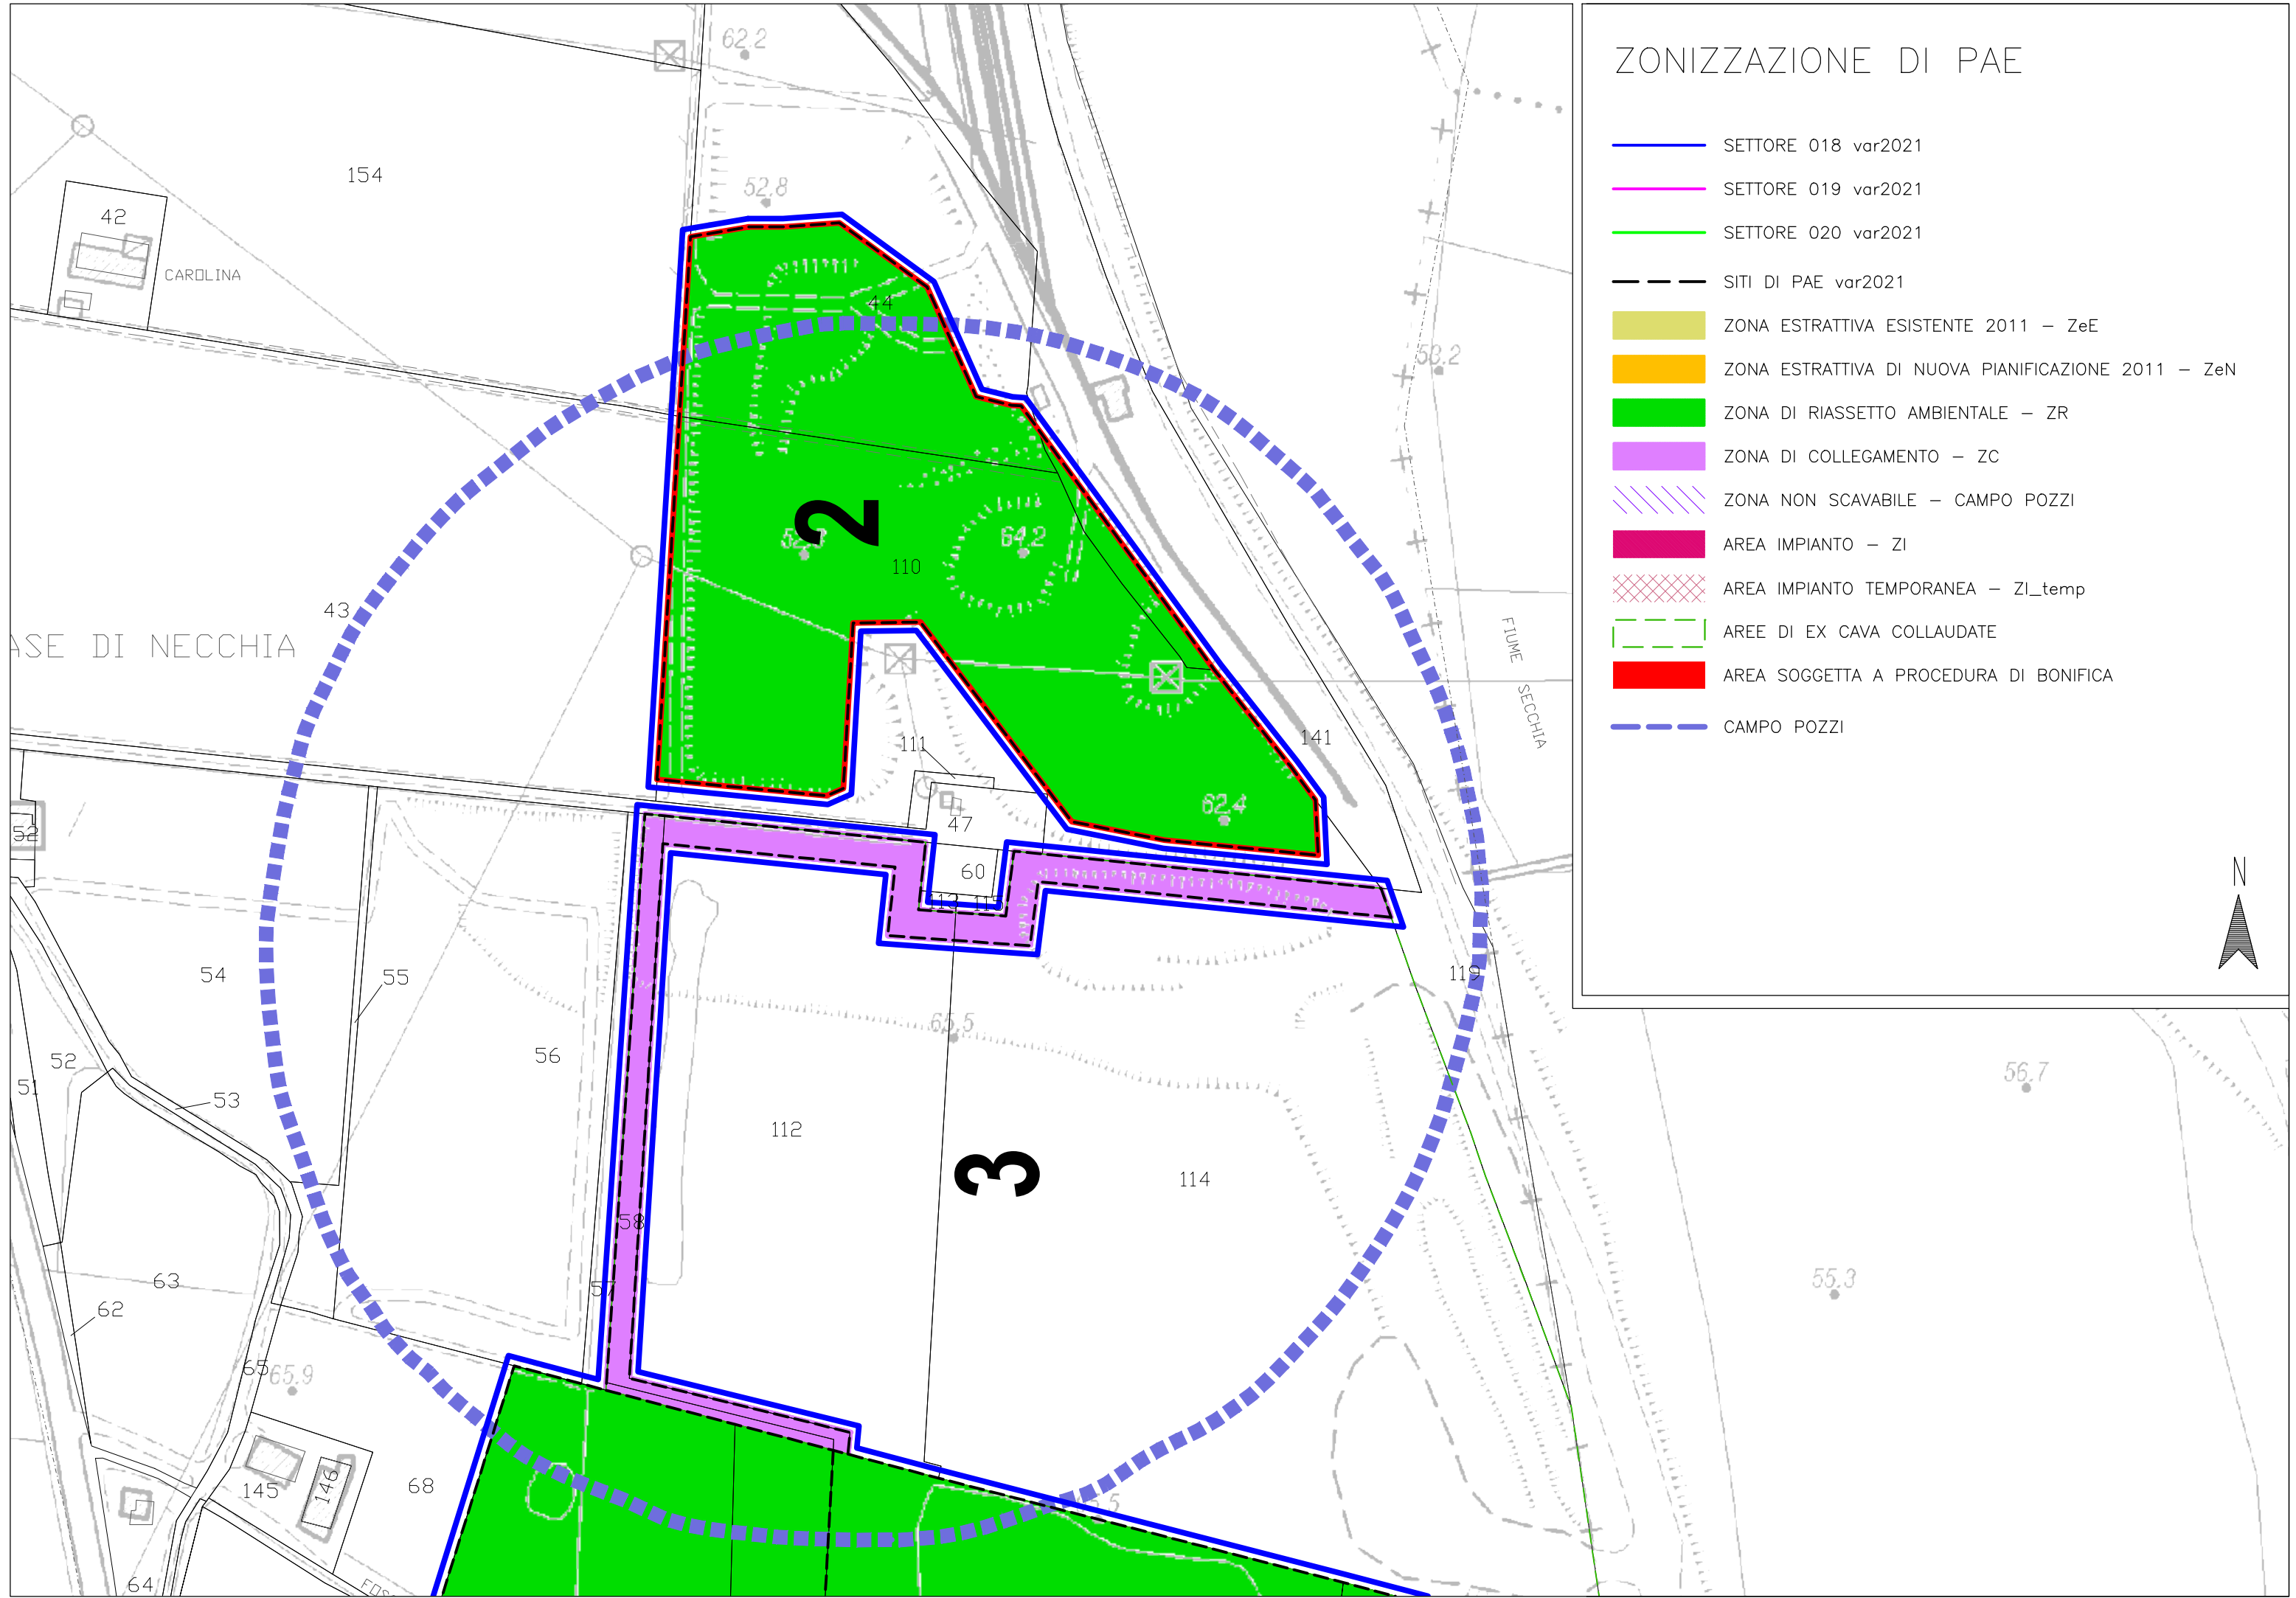 62.2
154
52.8
42
CAROLINA
44
53.2
2
64.2
110
43
ASE DI NECCHIA
FIUME SECCHIA
141
111
62.4
52
47
60
113
115
54
55
119
65.5
52
51
56
53
112
3
114
58
57
63
62
65
65.9
145
146
68
64
56.7
55.3
ZONIZZAZIONE DI PAE
SETTORE 018 var2021
SETTORE 019 var2021
SETTORE 020 var2021
SITI DI PAE var2021
ZONA ESTRATTIVA ESISTENTE 2011 – ZeE
ZONA ESTRATTIVA DI NUOVA PIANIFICAZIONE 2011 – ZeN
ZONA DI RIASSETTO AMBIENTALE – ZR
ZONA DI COLLEGAMENTO – ZC
ZONA NON SCAVABILE – CAMPO POZZI
AREA IMPIANTO – ZI
AREA IMPIANTO TEMPORANEA – ZI_temp
AREE DI EX CAVA COLLAUDATE
AREA SOGGETTA A PROCEDURA DI BONIFICA
CAMPO POZZI
N